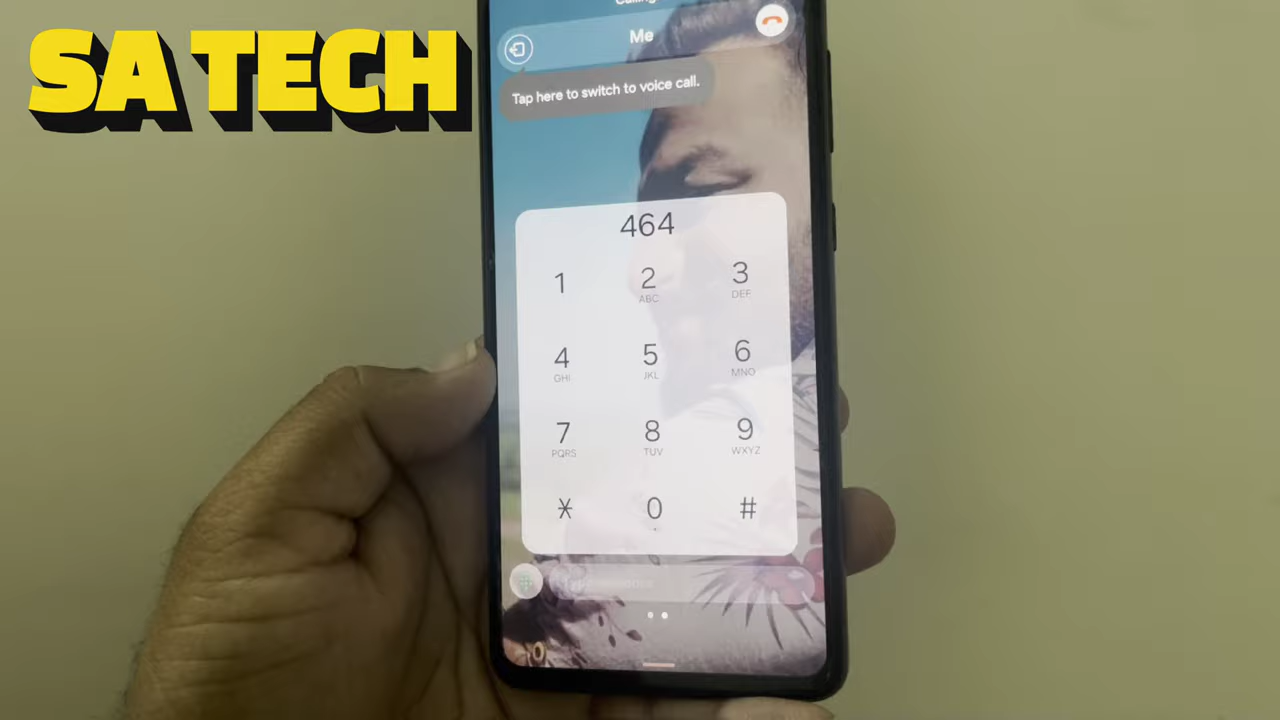 SA TECH
Calling
Me
Tap here to switch to voice call.
464
1 2 3
ABC DEF
4 5 6
GHI JKL MNO
7 8 9
PQRS TUV WXYZ
* 0 #